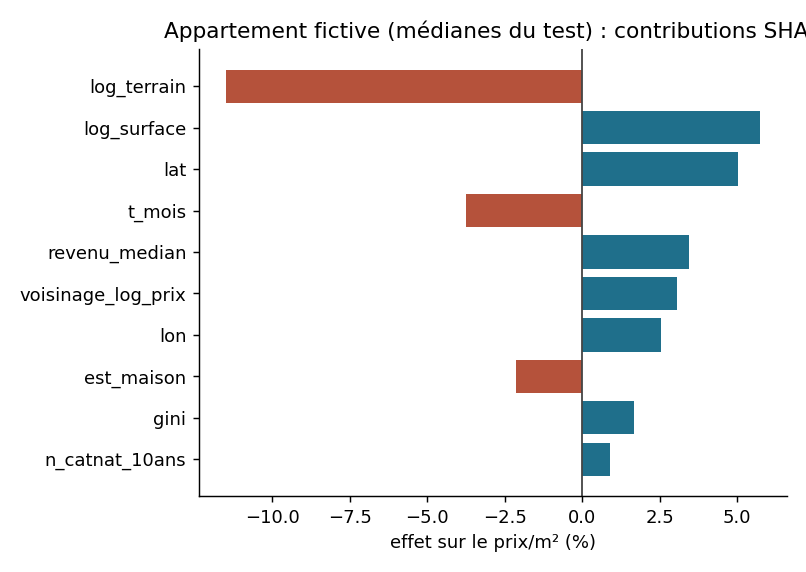 Appartement fictive (médianes du test) : contributions SHA
log_terrain
log_surface
lat
t_mois
revenu_median
voisinage_log_prix
lon
est_maison
gini
n_catnat_10ans
−10.0 −7.5 −5.0 −2.5 0.0 2.5 5.0
effet sur le prix/m² (%)